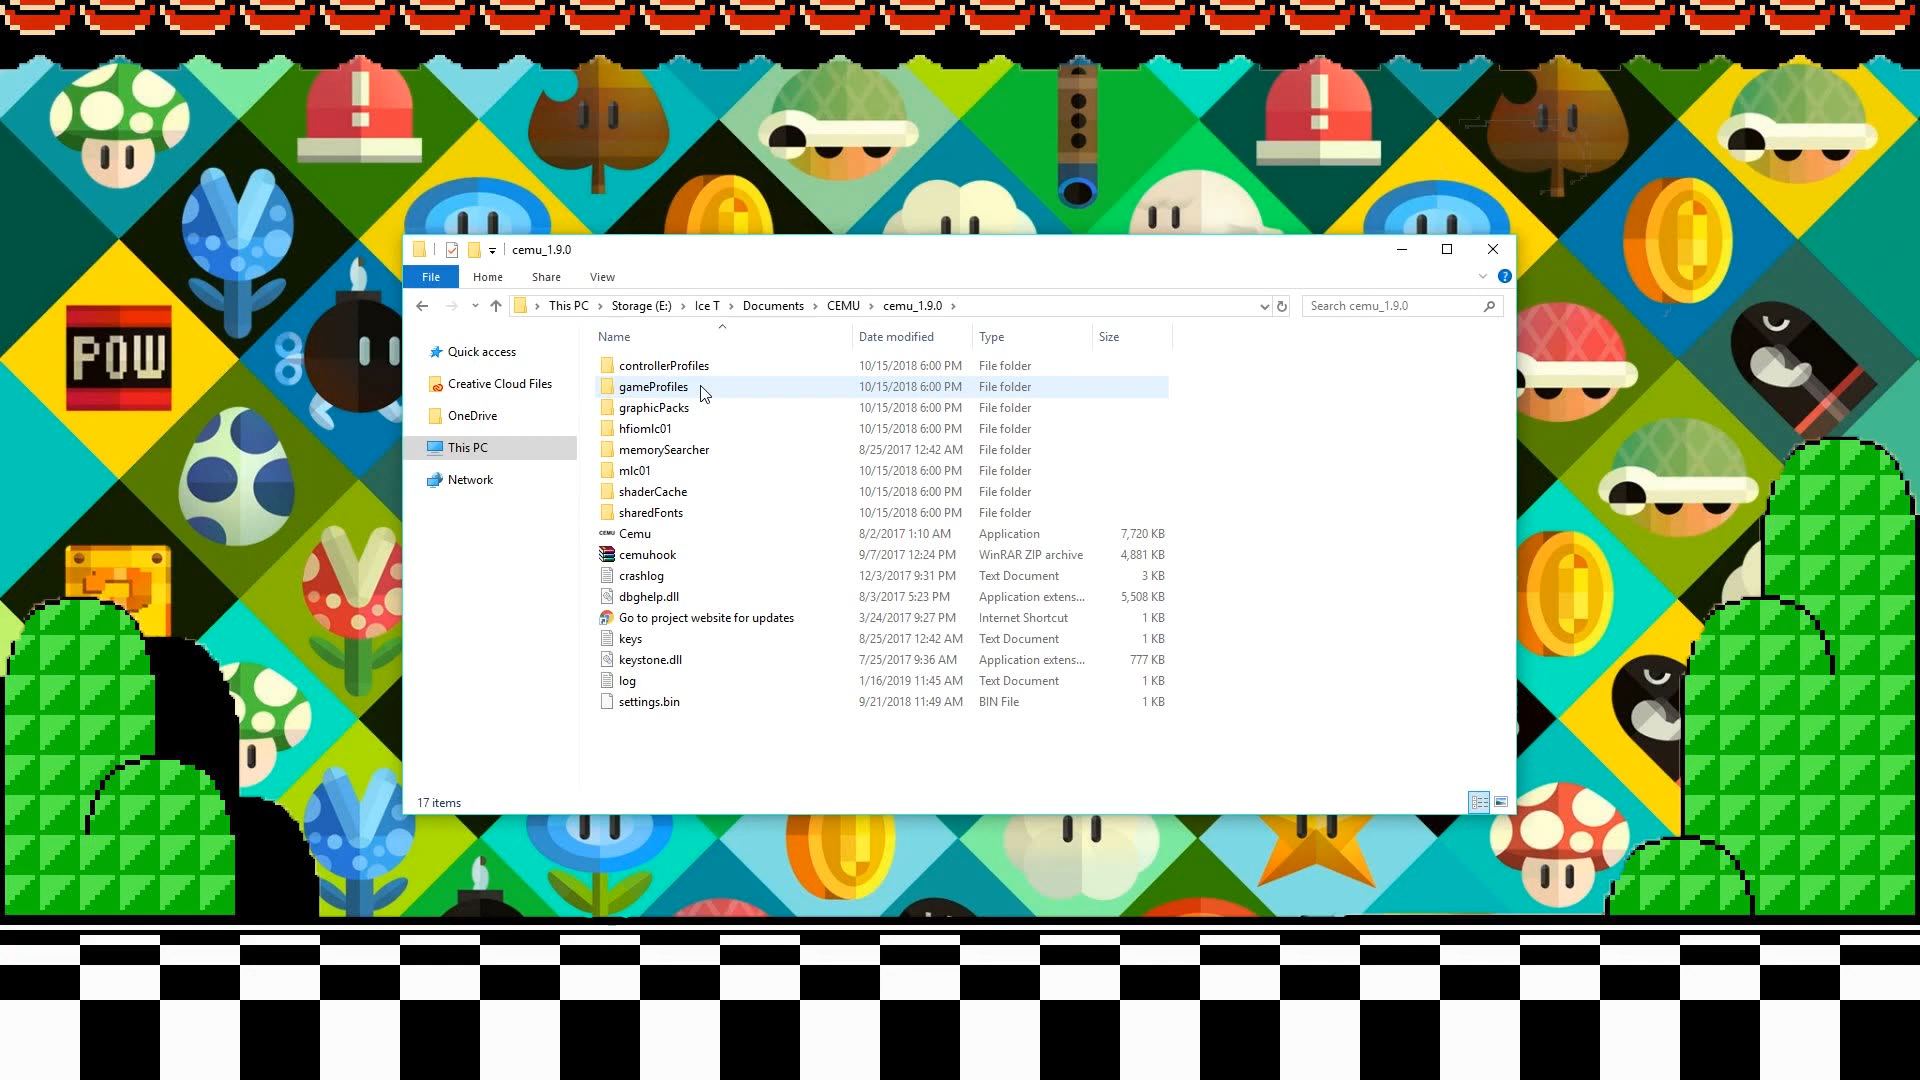 !
!
POW
cemu_1.9.0
File Home Share View
This PC Storage (E:) Ice T Documents CEMU cemu_1.9.0
Search cemu_1.9.0
Name Date modified Type Size
Quick access
Creative Cloud Files
OneDrive
This PC
Network
controllerProfiles 10/15/2018 6:00 PM File folder
gameProfiles 10/15/2018 6:00 PM File folder
graphicPacks 10/15/2018 6:00 PM File folder
hfiomlc01 10/15/2018 6:00 PM File folder
memorySearcher 8/25/2017 12:42 AM File folder
mlc01 10/15/2018 6:00 PM File folder
shaderCache 10/15/2018 6:00 PM File folder
sharedFonts 10/15/2018 6:00 PM File folder
CEMU Cemu 8/2/2017 1:10 AM Application 7,720 KB
cemuhook 9/7/2017 12:24 PM WinRAR ZIP archive 4,881 KB
crashlog 12/3/2017 9:31 PM Text Document 3 KB
dbghelp.dll 8/3/2017 5:23 PM Application extens... 5,508 KB
Go to project website for updates 3/24/2017 9:27 PM Internet Shortcut 1 KB
keys 8/25/2017 12:42 AM Text Document 1 KB
keystone.dll 7/25/2017 9:36 AM Application extens... 777 KB
log 1/16/2019 11:45 AM Text Document 1 KB
settings.bin 9/21/2018 11:49 AM BIN File 1 KB
17 items